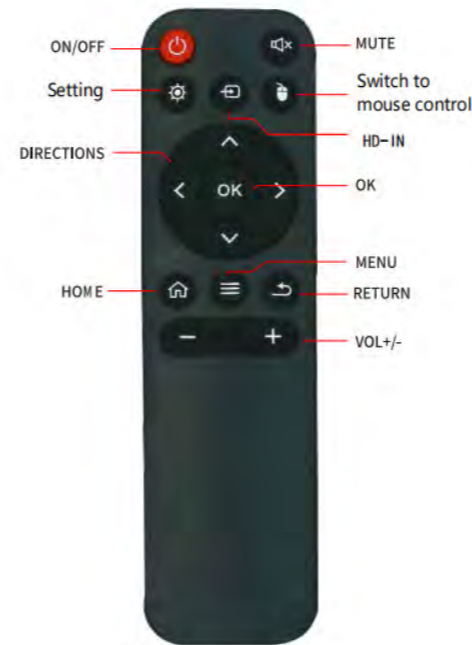 ON/OFF
MUTE
Setting
Switch to
mouse control
HD-IN
DIRECTIONS
OK
OK
MENU
HOME
RETURN
VOL+/-